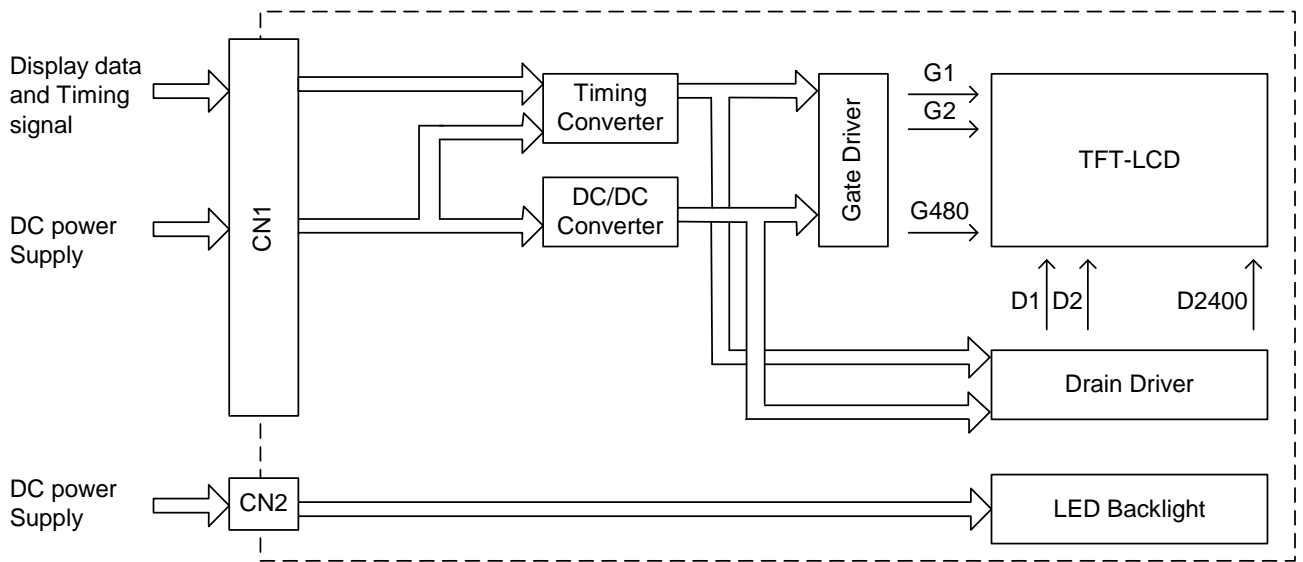 Display data
and Timing
signal
DC power
Supply
CN1
Timing
Converter
DC/DC
Converter
Gate Driver
G1
G2
G480
TFT-LCD
D1
D2
D2400
Drain Driver
DC power
Supply
CN2
LED Backlight